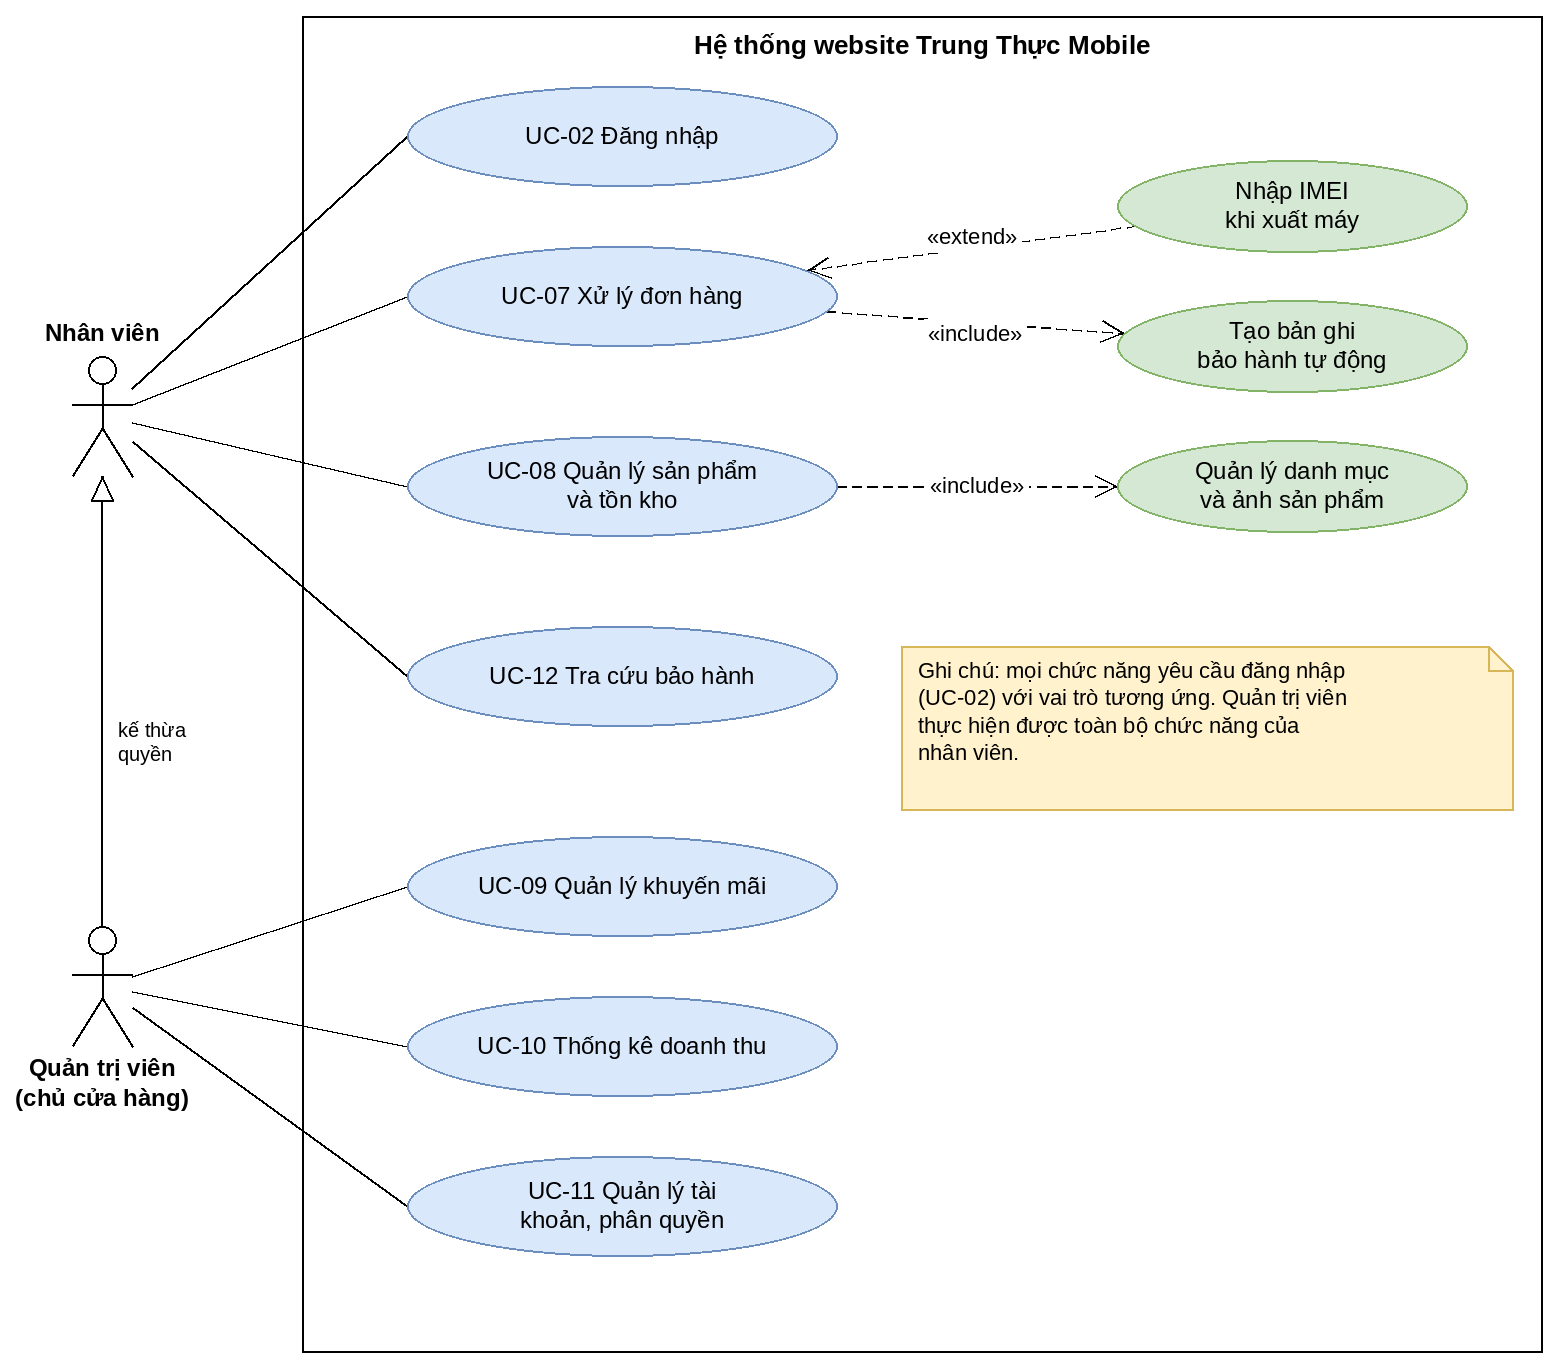 Hệ thống website Trung Thực Mobile
UC-02 Đăng nhập
Nhập IMEI
khi xuất máy
«extend»
UC-07 Xử lý đơn hàng
«include»
Tạo bản ghi
bảo hành tự động
Nhân viên
UC-08 Quản lý sản phẩm
và tồn kho
«include»
Quản lý danh mục
và ảnh sản phẩm
UC-12 Tra cứu bảo hành
Ghi chú: mọi chức năng yêu cầu đăng nhập
(UC-02) với vai trò tương ứng. Quản trị viên
thực hiện được toàn bộ chức năng của
nhân viên.
kế thừa
quyền
UC-09 Quản lý khuyến mãi
Quản trị viên
(chủ cửa hàng)
UC-10 Thống kê doanh thu
UC-11 Quản lý tài
khoản, phân quyền